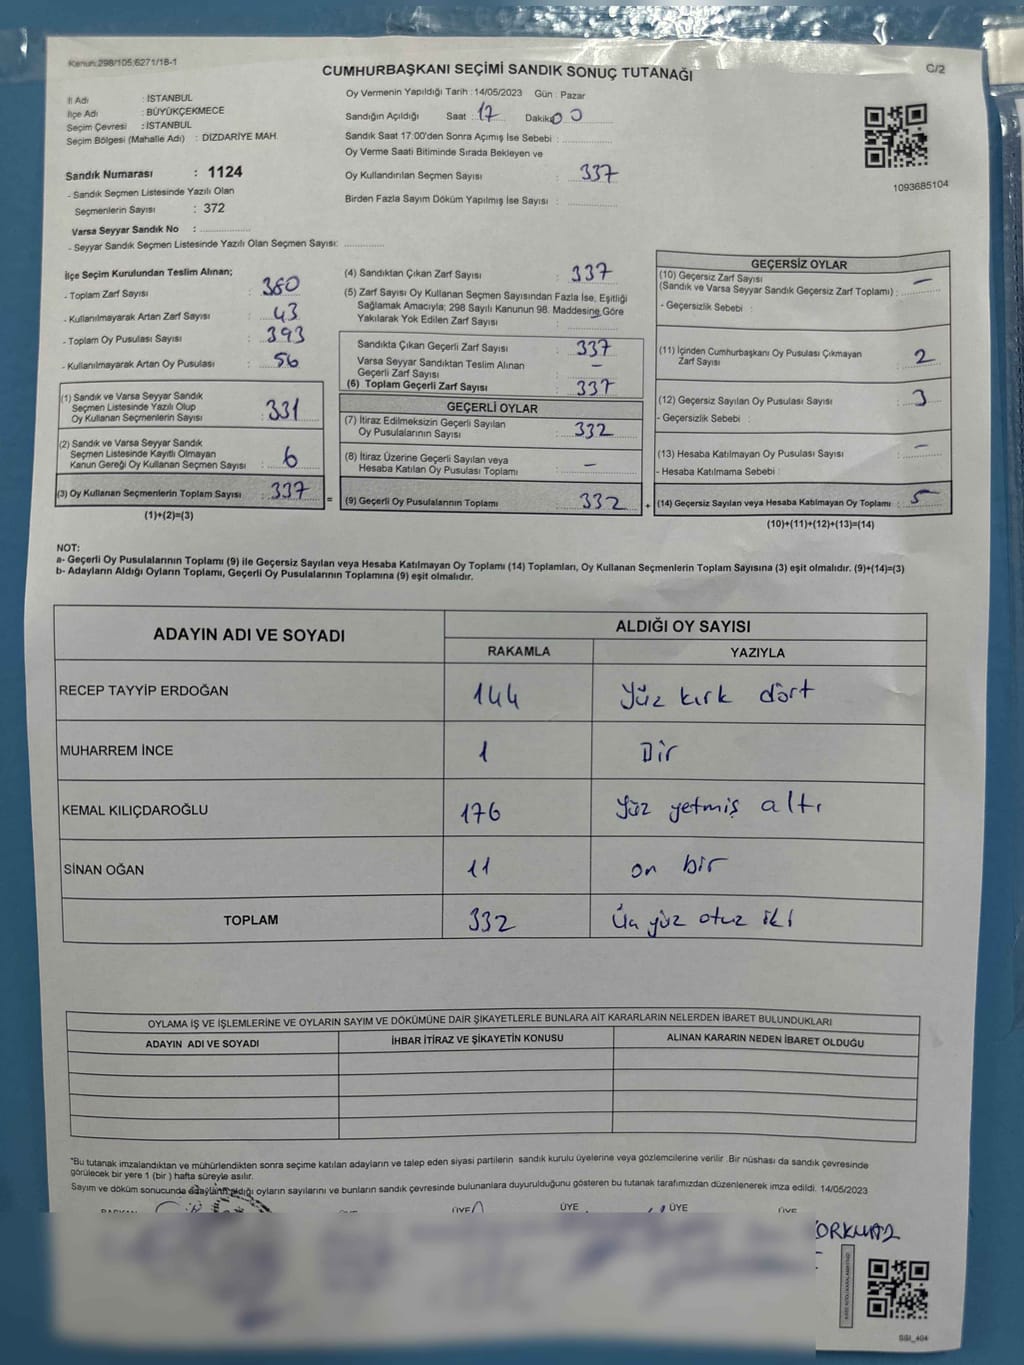 Kanun:298/105,6271/16-1
CUMHURBAŞKANI SEÇİMİ SANDIK SONUÇ TUTANAĞI
C/2
İl Adı : İSTANBUL
İlçe Adı : BÜYÜKÇEKMECE
Seçim Çevresi : İSTANBUL
Seçim Bölgesi (Mahalle Adı) : DİZDARİYE MAH.
Sandık Numarası : 1124
- Sandık Seçmen Listesinde Yazılı Olan
Seçmenlerin Sayısı : 372
Varsa Seyyar Sandık No :
- Seyyar Sandık Seçmen Listesinde Yazılı Olan Seçmen Sayısı:
Oy Vermenin Yapıldığı Tarih : 14/05/2023 Gün : Pazar
Sandığın Açıldığı Saat : 17 Dakika 00
Sandık Saat 17:00'den Sonra Açımış İse Sebebi :
Oy Verme Saati Bitiminde Sırada Bekleyen ve
Oy Kullandırılan Seçmen Sayısı : 337
Birden Fazla Sayım Döküm Yapılmış İse Sayısı :
1093685104
İlçe Seçim Kurulundan Teslim Alınan;
- Toplam Zarf Sayısı : 380
- Kullanılmayarak Artan Zarf Sayısı : 43
- Toplam Oy Pusulası Sayısı : 393
- Kullanılmayarak Artan Oy Pusulası : 56
(1) Sandık ve Varsa Seyyar Sandık
Seçmen Listesinde Yazılı Olup
Oy Kullanan Seçmenlerin Sayısı : 331
(2) Sandık ve Varsa Seyyar Sandık
Seçmen Listesinde Kayıtlı Olmayan
Kanun Gereği Oy Kullanan Seçmen Sayısı : 6
(3) Oy Kullanan Seçmenlerin Toplam Sayısı : 337 =
(1)+(2)=(3)
(4) Sandıktan Çıkan Zarf Sayısı : 337
(5) Zarf Sayısı Oy Kullanan Seçmen Sayısından Fazla İse, Eşitliği
Sağlamak Amacıyla; 298 Sayılı Kanunun 98. Maddesine Göre
Yakılarak Yok Edilen Zarf Sayısı : -
Sandıkta Çıkan Geçerli Zarf Sayısı : 337
Varsa Seyyar Sandıktan Teslim Alınan
Geçerli Zarf Sayısı : -
(6) Toplam Geçerli Zarf Sayısı : 337
GEÇERLİ OYLAR
(7) İtiraz Edilmeksizin Geçerli Sayılan
Oy Pusulalarının Sayısı : 332
(8) İtiraz Üzerine Geçerli Sayılan veya
Hesaba Katılan Oy Pusulası Toplamı : -
(9) Geçerli Oy Pusulalarının Toplamı : 332 +
GEÇERSİZ OYLAR
(10) Geçersiz Zarf Sayısı
(Sandık ve Varsa Seyyar Sandık Geçersiz Zarf Toplamı) : -
- Geçersizlik Sebebi :
(11) İçinden Cumhurbaşkanı Oy Pusulası Çıkmayan
Zarf Sayısı : 2
(12) Geçersiz Sayılan Oy Pusulası Sayısı : 3
- Geçersizlik Sebebi :
(13) Hesaba Katılmayan Oy Pusulası Sayısı : -
- Hesaba Katılmama Sebebi :
(14) Geçersiz Sayılan veya Hesaba Katılmayan Oy Toplamı : 5
(10)+(11)+(12)+(13)=(14)
NOT:
a- Geçerli Oy Pusulalarının Toplamı (9) ile Geçersiz Sayılan veya Hesaba Katılmayan Oy Toplamı (14) Toplamları, Oy Kullanan Seçmenlerin Toplam Sayısına (3) eşit olmalıdır. (9)+(14)=(3)
b- Adayların Aldığı Oyların Toplamı, Geçerli Oy Pusulalarının Toplamına (9) eşit olmalıdır.
ADAYIN ADI VE SOYADI
ALDIĞI OY SAYISI
RAKAMLA YAZIYLA
RECEP TAYYİP ERDOĞAN 144 Yüz kırk dört
MUHARREM İNCE 1 Bir
KEMAL KILIÇDAROĞLU 176 Yüz yetmiş altı
SİNAN OĞAN 11 on bir
TOPLAM 332 Üç yüz otuz iki
OYLAMA İŞ VE İŞLEMLERİNE VE OYLARIN SAYIM VE DÖKÜMÜNE DAİR ŞİKAYETLERLE BUNLARA AİT KARARLARIN NELERDEN İBARET BULUNDUKLARI
ADAYIN ADI VE SOYADI İHBAR İTİRAZ VE ŞİKAYETİN KONUSU ALINAN KARARIN NEDEN İBARET OLDUĞU
"Bu tutanak imzalandıktan ve mühürlendikten sonra seçime katılan adayların ve talep eden siyasi partilerin sandık kurulu üyelerine veya gözlemcilerine verilir .Bir nüshası da sandık çevresinde
görülecek bir yere 1 (bir ) hafta süreyle asılır.
Sayım ve döküm sonucunda adayların aldığı oyların sayılarını ve bunların sandık çevresinde bulunanlara duyurulduğunu gösteren bu tutanak tarafımızdan düzenlenerek imza edildi. 14/05/2023
BAŞKAN ÜYE ÜYE ÜYE ÜYE ÜYE
ORKMAZ
SSI_404